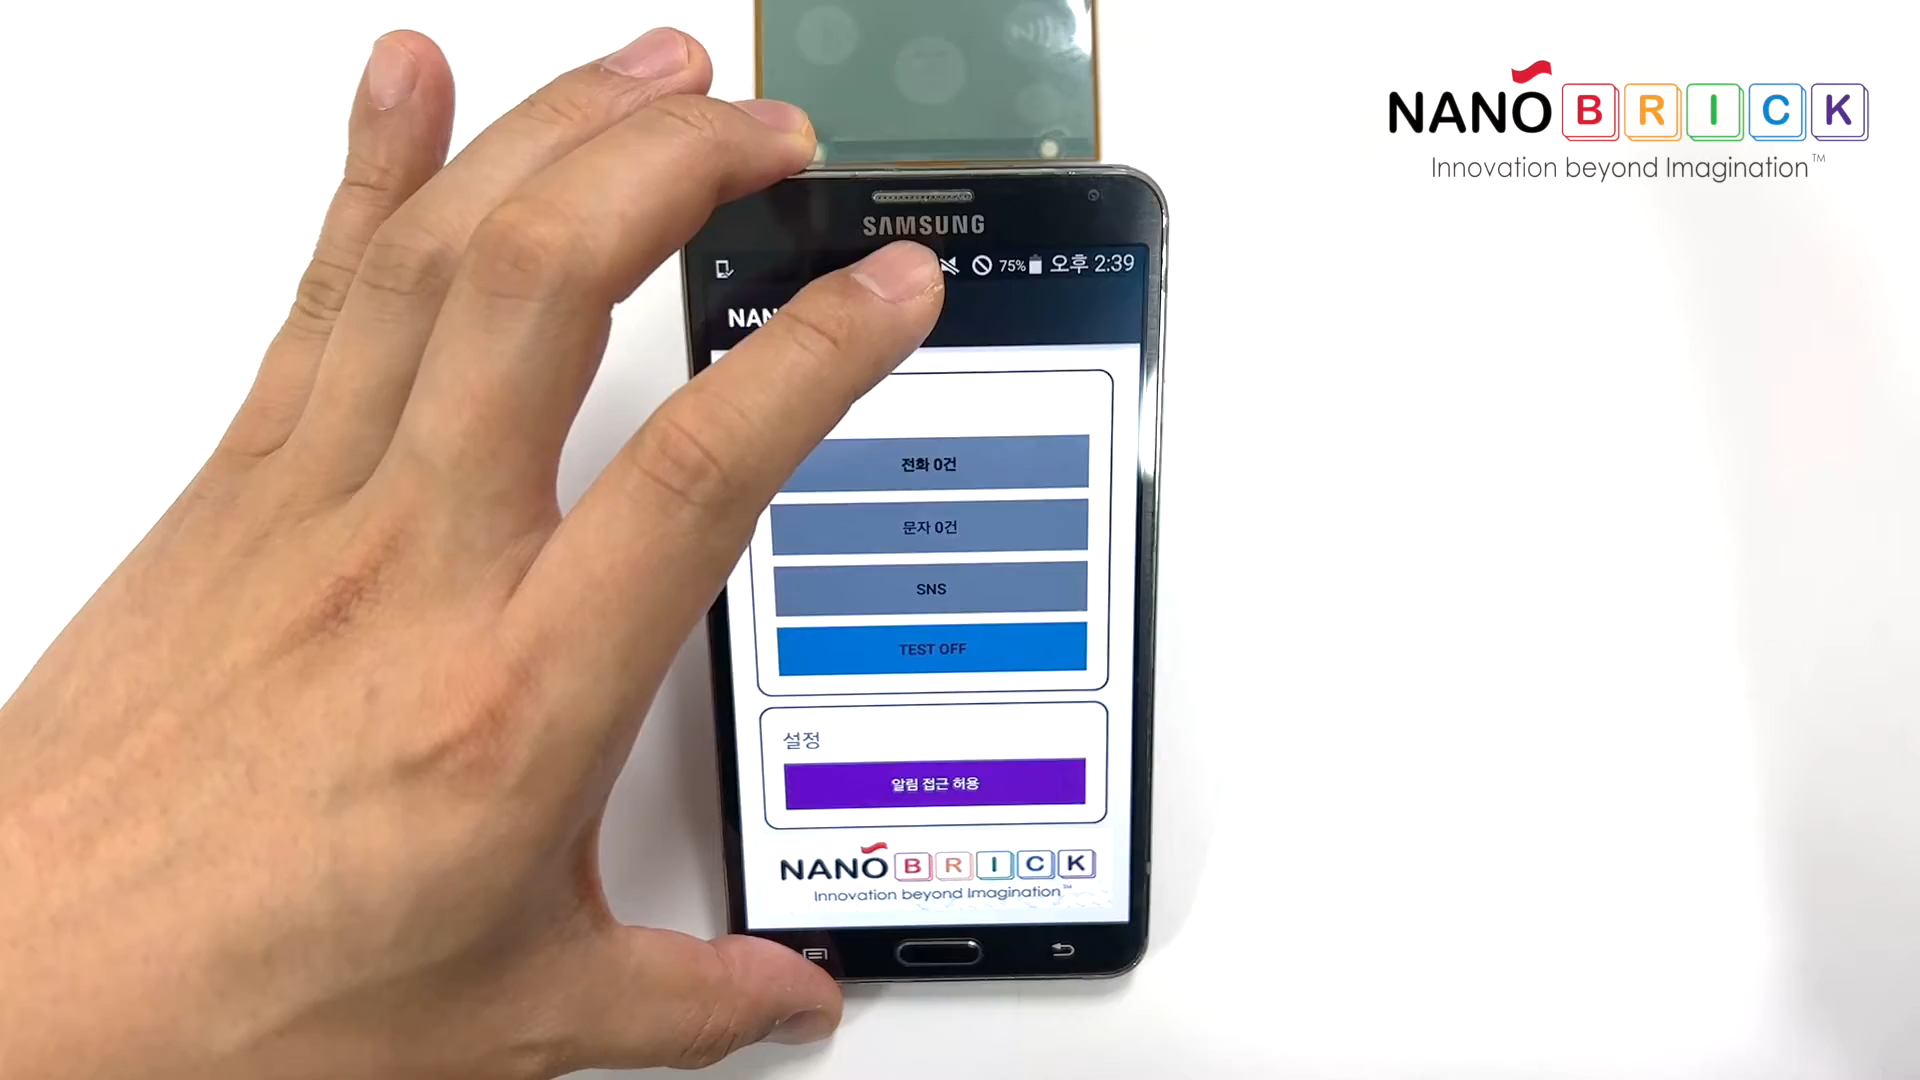 NANO BRICK
Innovation beyond Imagination™
SAMSUNG
75% 오후 2:39
전화 0건
문자 0건
SNS
TEST OFF
설정
알림 접근 허용
NANO BRICK
Innovation beyond Imagination™